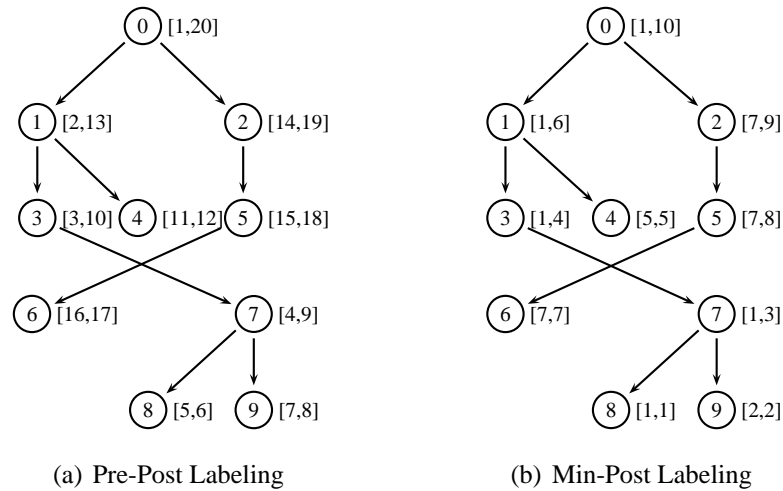 0 [1,20] 0 [1,10]
1 [2,13] 2 [14,19] 1 [1,6] 2 [7,9]
3 [3,10] 4 [11,12] 5 [15,18] 3 [1,4] 4 [5,5] 5 [7,8]
6 [16,17] 7 [4,9] 6 [7,7] 7 [1,3]
8 [5,6] 9 [7,8] 8 [1,1] 9 [2,2]
(a) Pre-Post Labeling (b) Min-Post Labeling